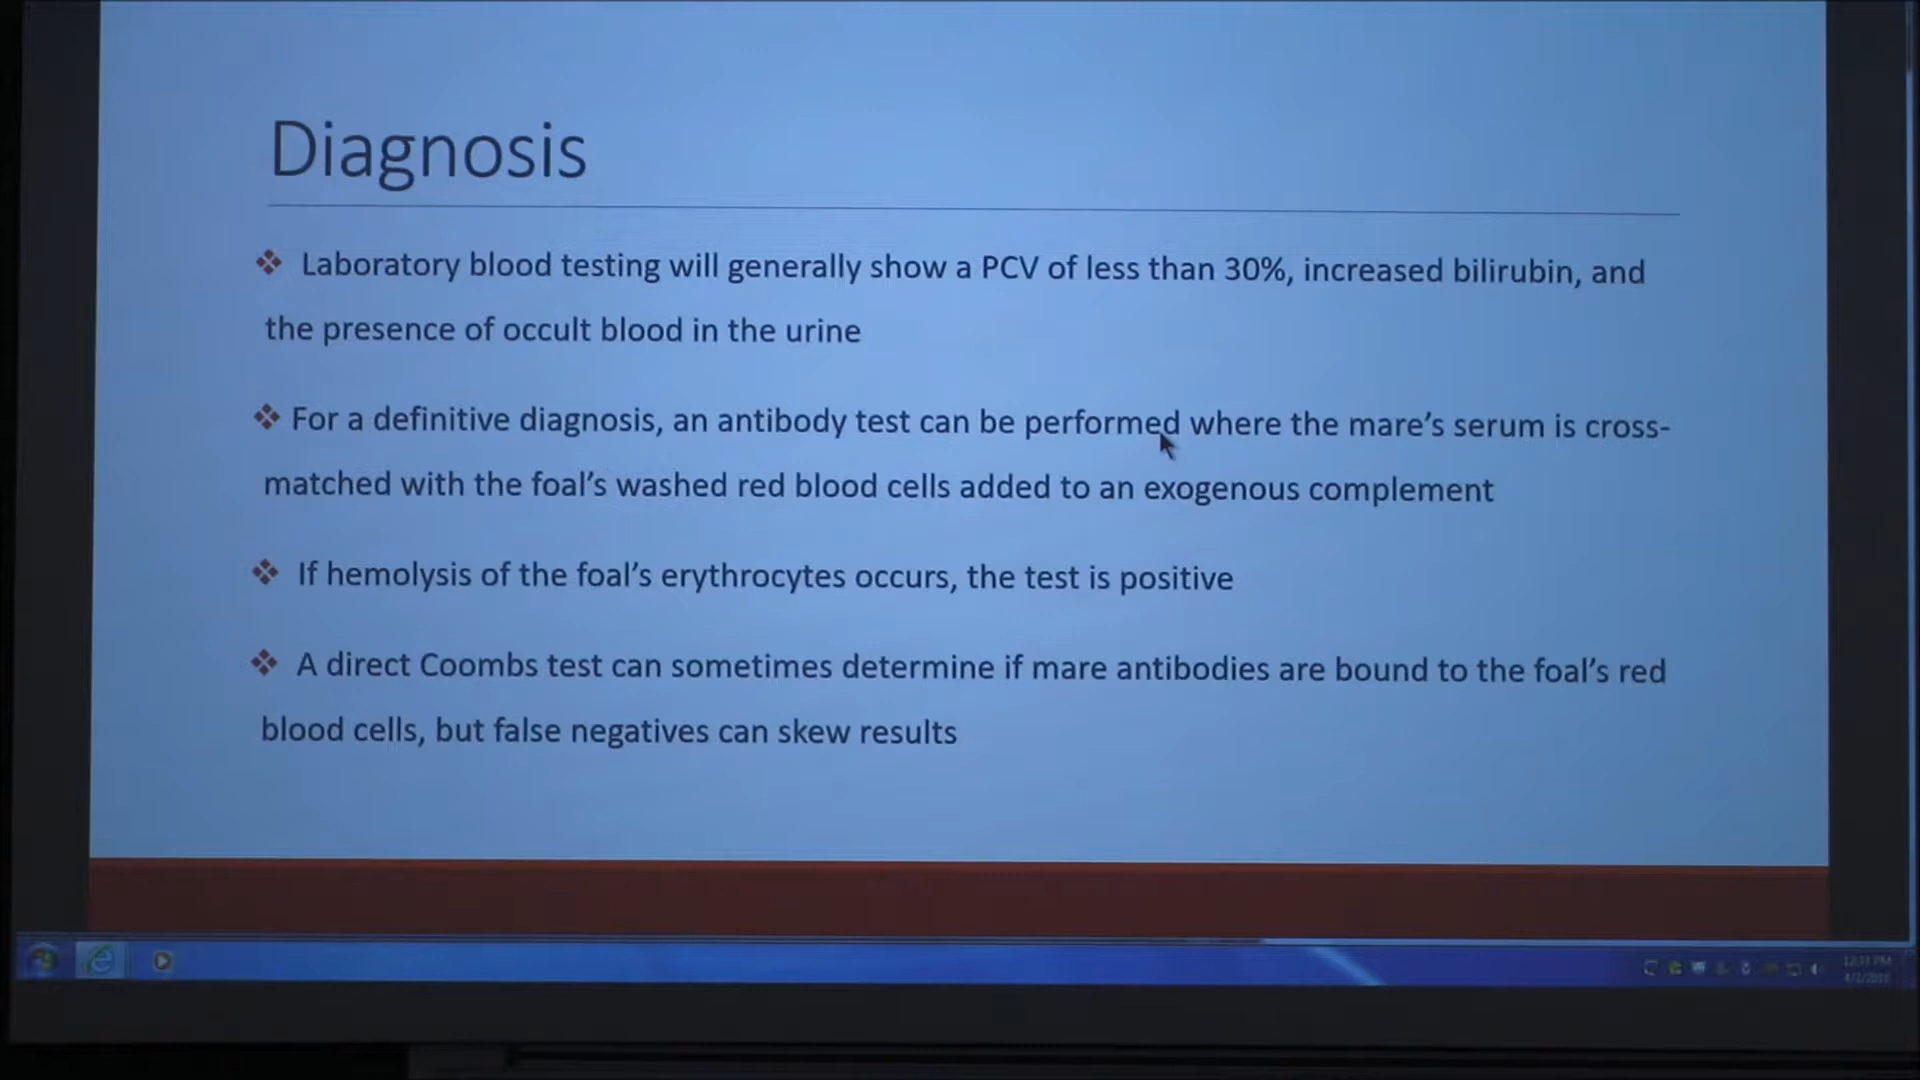 Diagnosis
Laboratory blood testing will generally show a PCV of less than 30%, increased bilirubin, and
the presence of occult blood in the urine
For a definitive diagnosis, an antibody test can be performed where the mare’s serum is cross-
matched with the foal’s washed red blood cells added to an exogenous complement
If hemolysis of the foal’s erythrocytes occurs, the test is positive
A direct Coombs test can sometimes determine if mare antibodies are bound to the foal’s red
blood cells, but false negatives can skew results